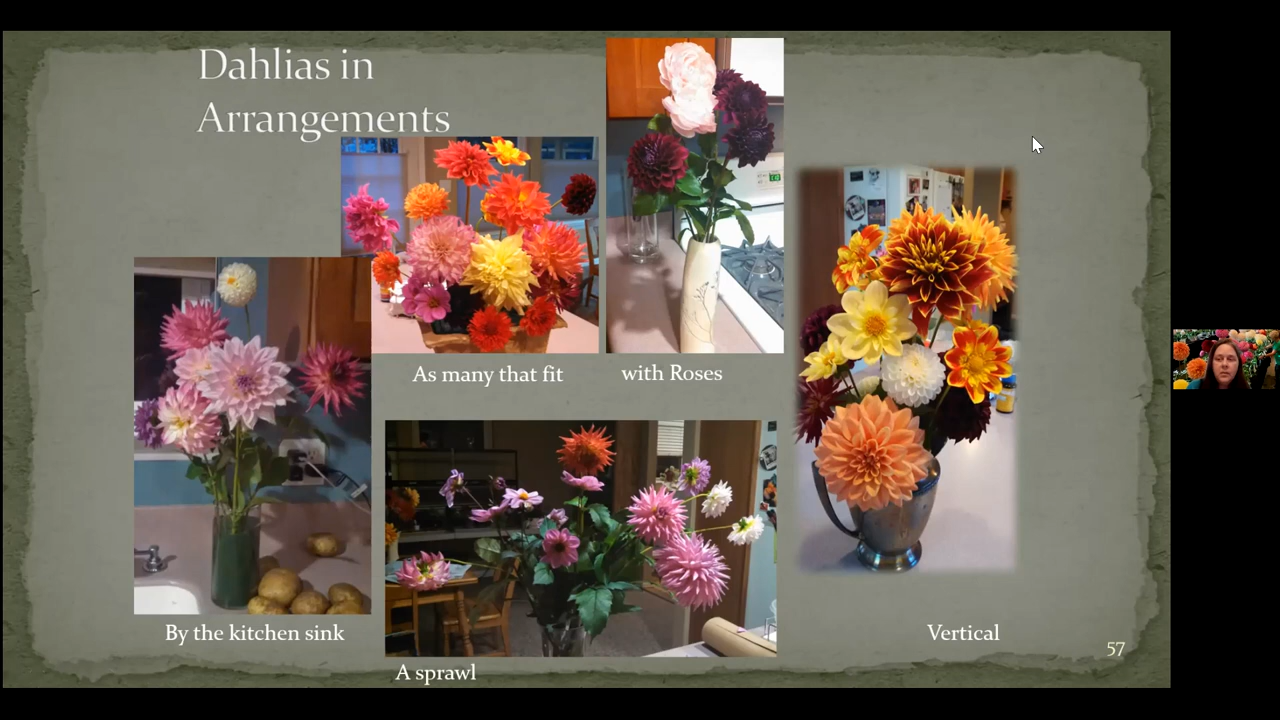 Dahlias in
Arrangements
As many that fit
with Roses
By the kitchen sink
A sprawl
Vertical
57